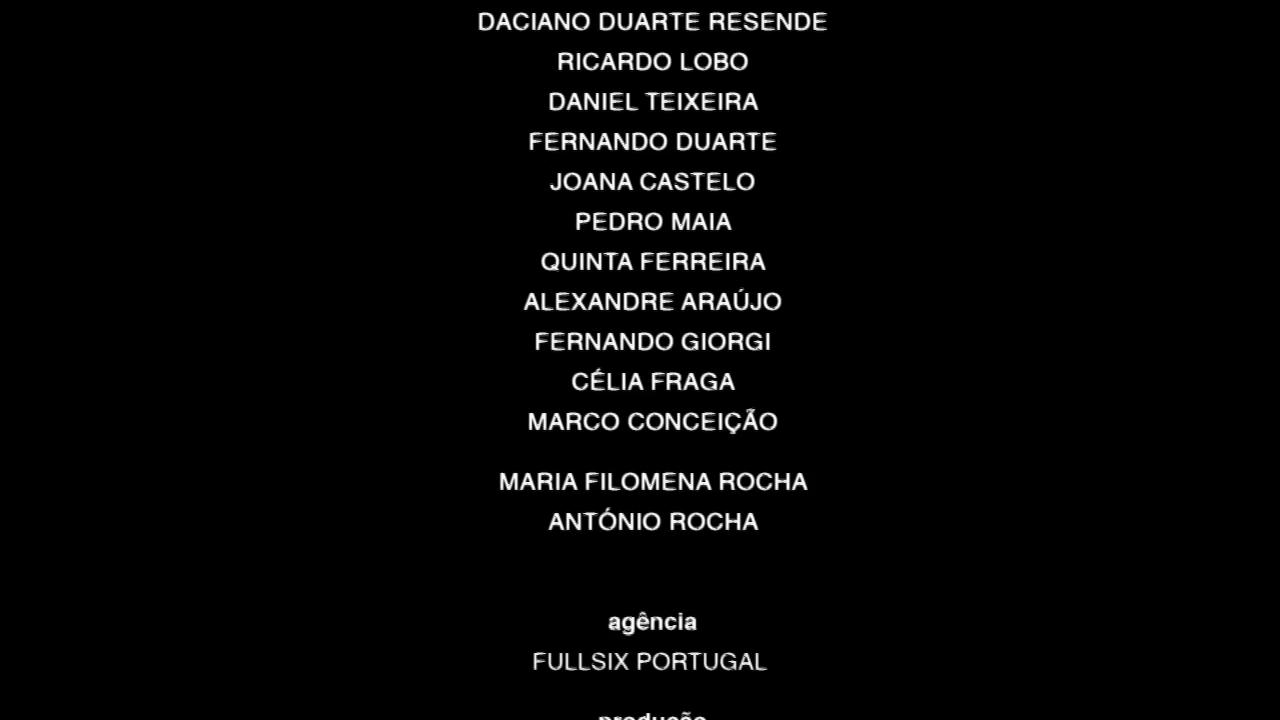 DACIANO DUARTE RESENDE
RICARDO LOBO
DANIEL TEIXEIRA
FERNANDO DUARTE
JOANA CASTELO
PEDRO MAIA
QUINTA FERREIRA
ALEXANDRE ARAÚJO
FERNANDO GIORGI
CÉLIA FRAGA
MARCO CONCEIÇÃO
MARIA FILOMENA ROCHA
ANTÓNIO ROCHA
agência
FULLSIX PORTUGAL
produção